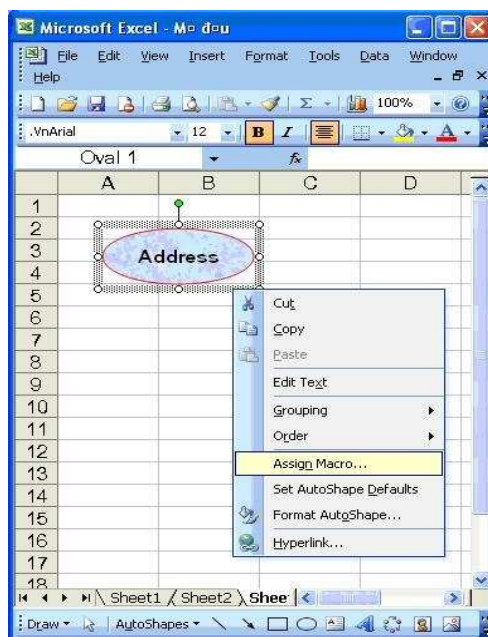 Microsoft Excel - M¤ đ¤u
File Edit View Insert Format Tools Data Window
Help
Σ 100%
.VnArial 12 B I A
Oval 1 fx
A B C D
1
2
3 Address
4
5
6 Cut
7 Copy
8 Paste
9 Edit Text
10 Grouping
11 Order
12 Assign Macro...
13
14 Set AutoShape Defaults
15 Format AutoShape...
16 Hyperlink...
17
18
Sheet1 Sheet2 Shee
Draw AutoShapes A